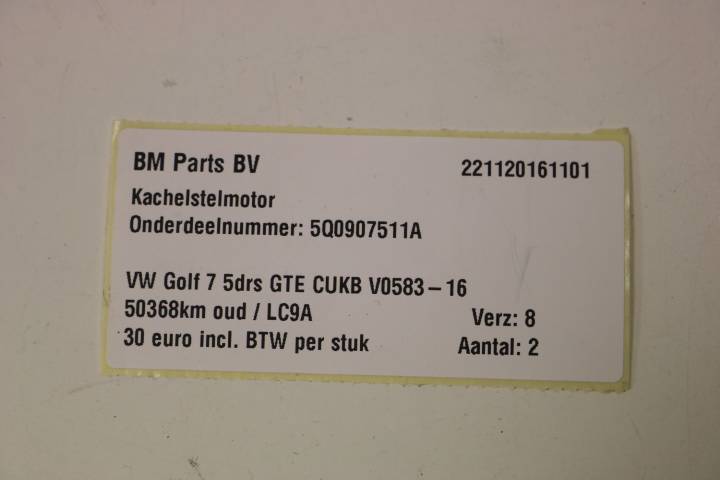 BM Parts BV 221120161101
Kachelstelmotor
Onderdeelnummer: 5Q0907511A
VW Golf 7 5drs GTE CUKB V0583-16
50368km oud / LC9A Verz: 8
30 euro incl. BTW per stuk Aantal: 2